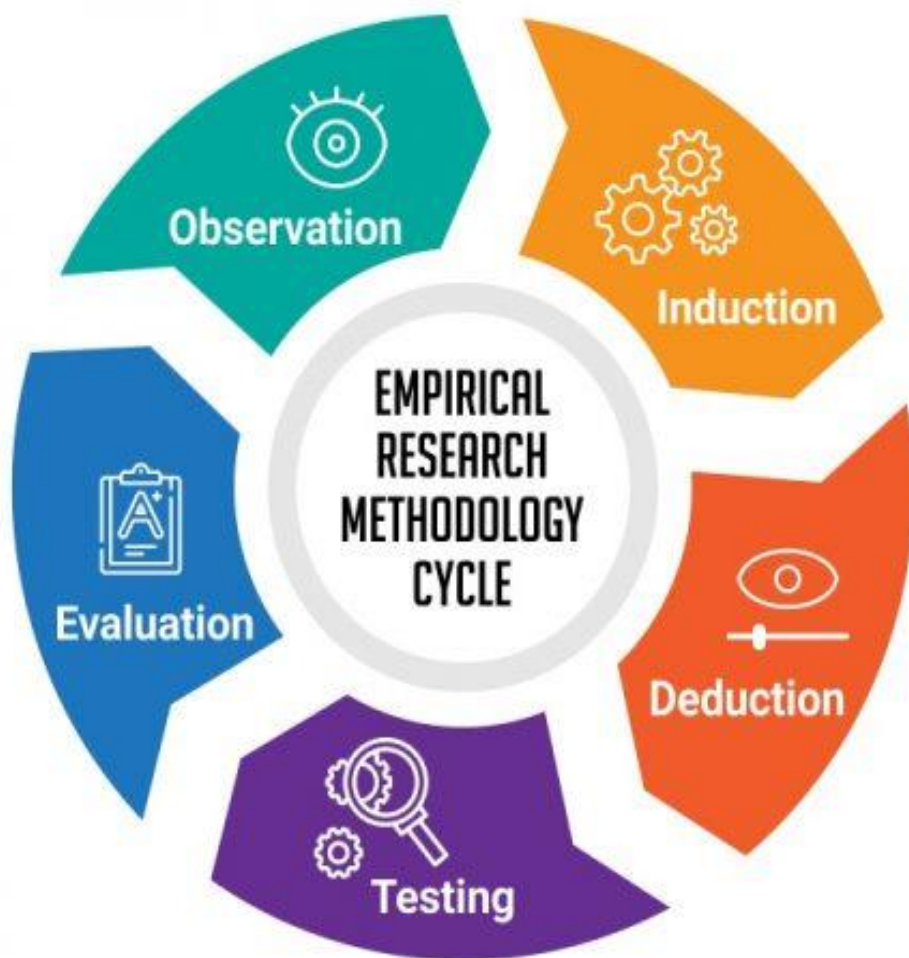 Observation
Induction
EMPIRICAL
RESEARCH
METHODOLOGY
CYCLE
Deduction
Testing
Evaluation
A+